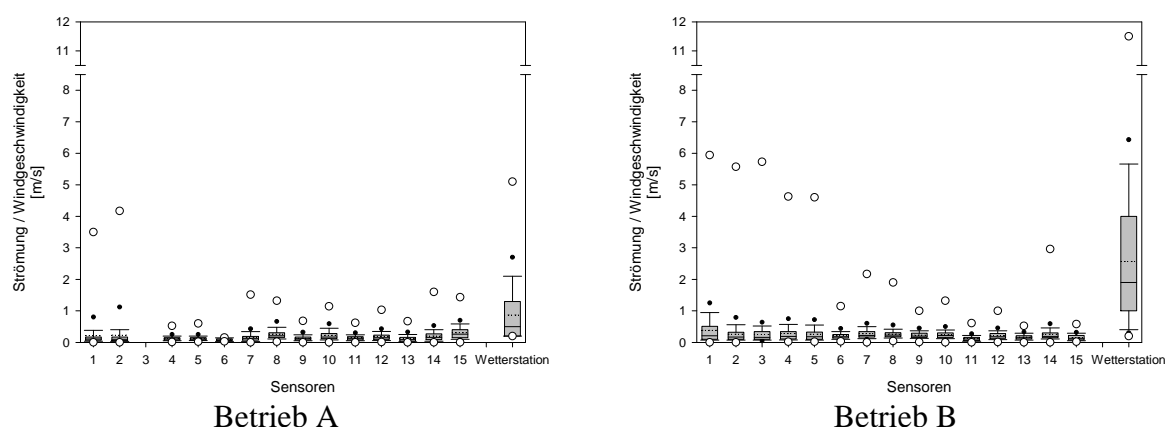 Strömung / Windgeschwindigkeit
[m/s]
12
11
8
7
6
5
4
3
2
1
0
1 2 3 4 5 6 7 8 9 10 11 12 13 14 15 Wetterstation
Sensoren
Betrieb A
Strömung / Windgeschwindigkeit
[m/s]
12
11
8
7
6
5
4
3
2
1
0
1 2 3 4 5 6 7 8 9 10 11 12 13 14 15 Wetterstation
Sensoren
Betrieb B